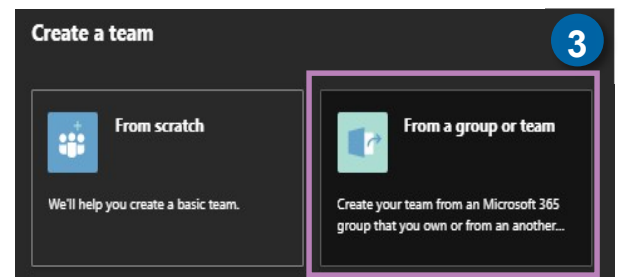 Create a team
3
From scratch
We'll help you create a basic team.
From a group or team
Create your team from an Microsoft 365
group that you own or from an another...